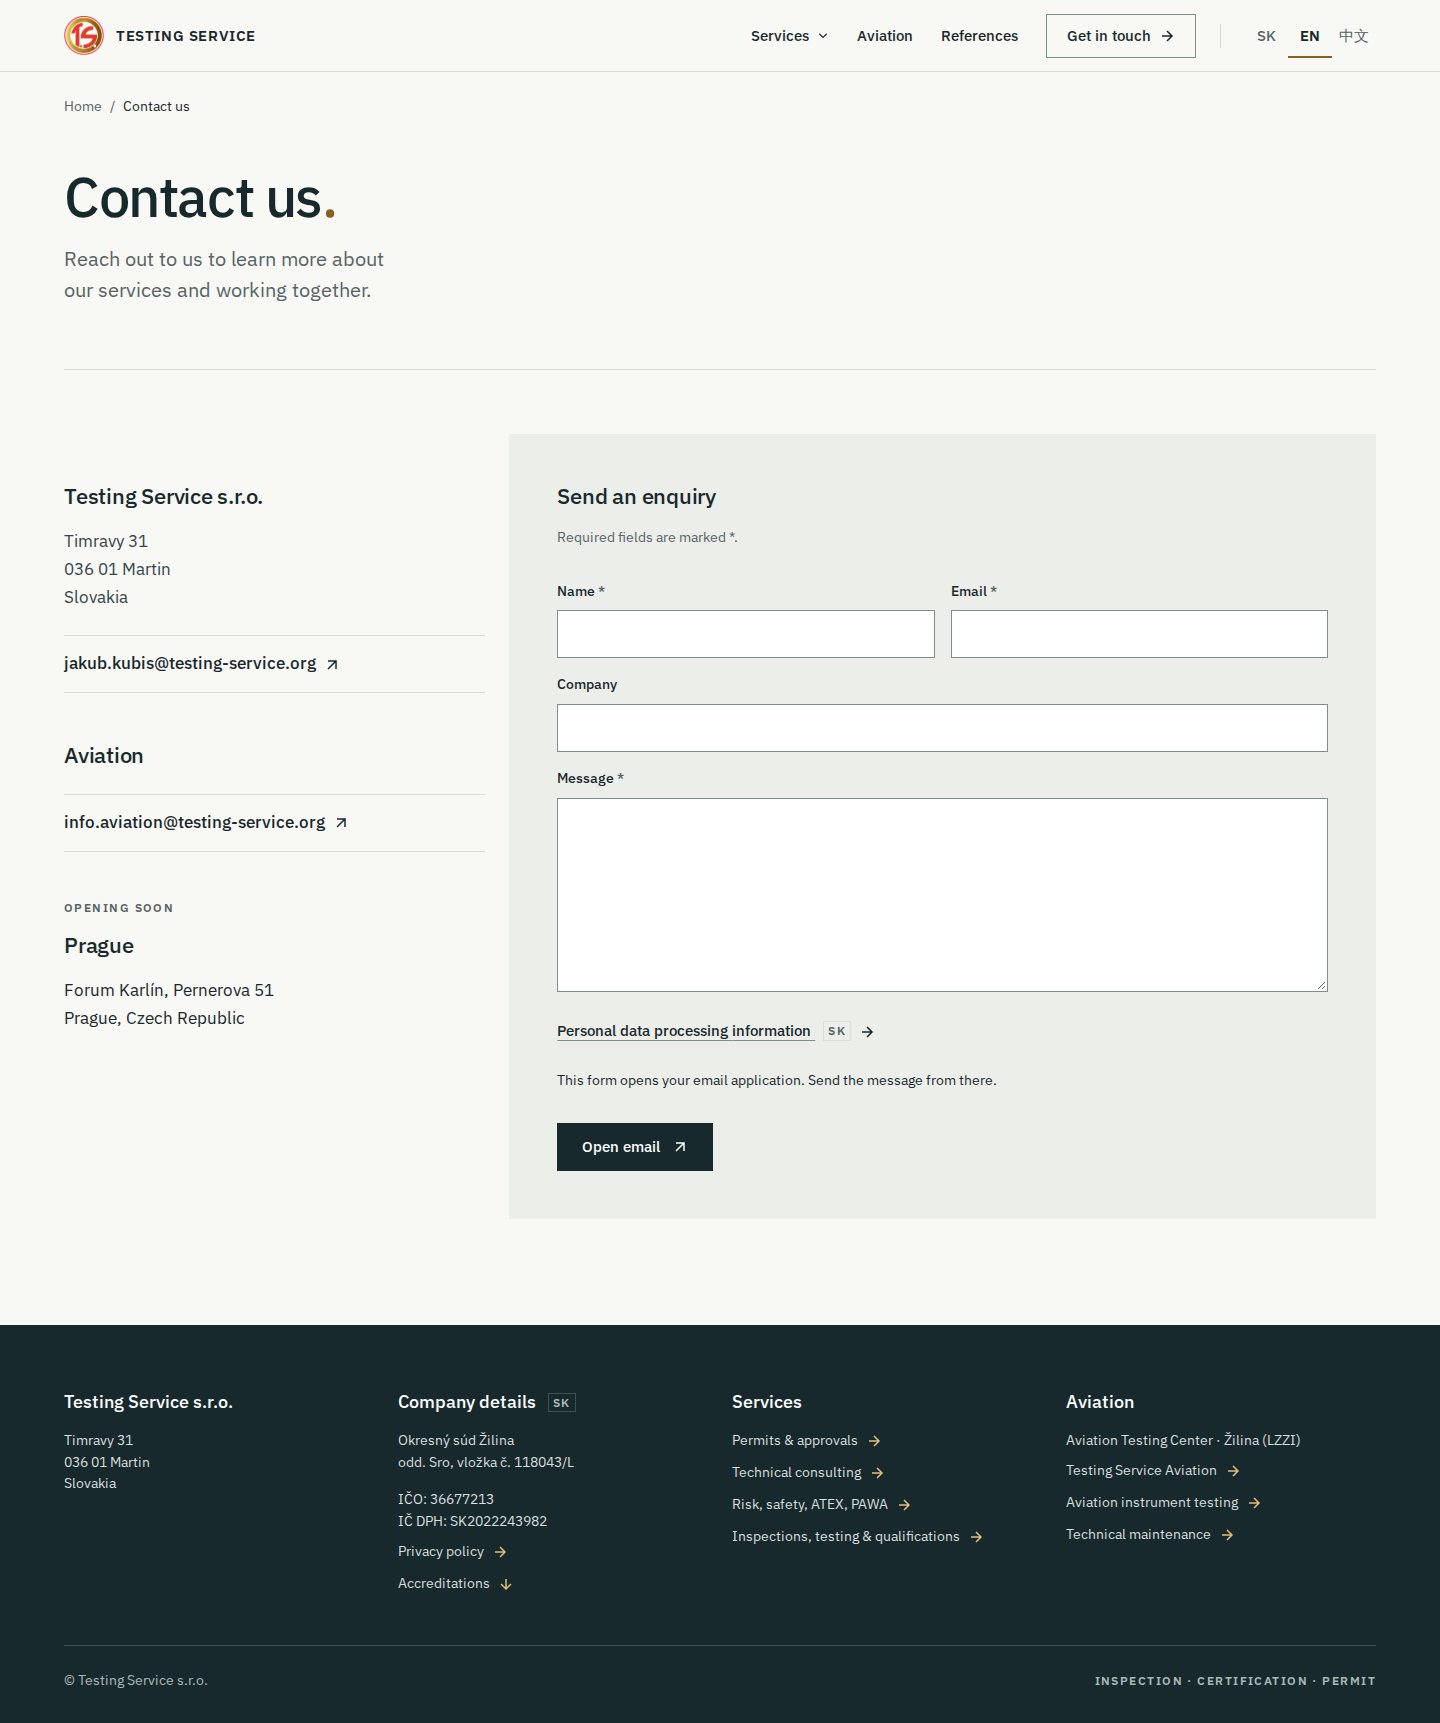 TS TESTING SERVICE
Services Aviation References Get in touch SK EN 中文
Home / Contact us
Contact us.
Reach out to us to learn more about
our services and working together.
Testing Service s.r.o.
Timravy 31
036 01 Martin
Slovakia
jakub.kubis@testing-service.org
Aviation
info.aviation@testing-service.org
OPENING SOON
Prague
Forum Karlín, Pernerova 51
Prague, Czech Republic
Send an enquiry
Required fields are marked *.
Name * Email *
Company
Message *
Personal data processing information SK
This form opens your email application. Send the message from there.
Open email
Testing Service s.r.o.
Timravy 31
036 01 Martin
Slovakia
Company details SK
Okresný súd Žilina
odd. Sro, vložka č. 118043/L
IČO: 36677213
IČ DPH: SK2022243982
Privacy policy
Accreditations
Services
Permits & approvals
Technical consulting
Risk, safety, ATEX, PAWA
Inspections, testing & qualifications
Aviation
Aviation Testing Center · Žilina (LZZI)
Testing Service Aviation
Aviation instrument testing
Technical maintenance
© Testing Service s.r.o.
INSPECTION · CERTIFICATION · PERMIT